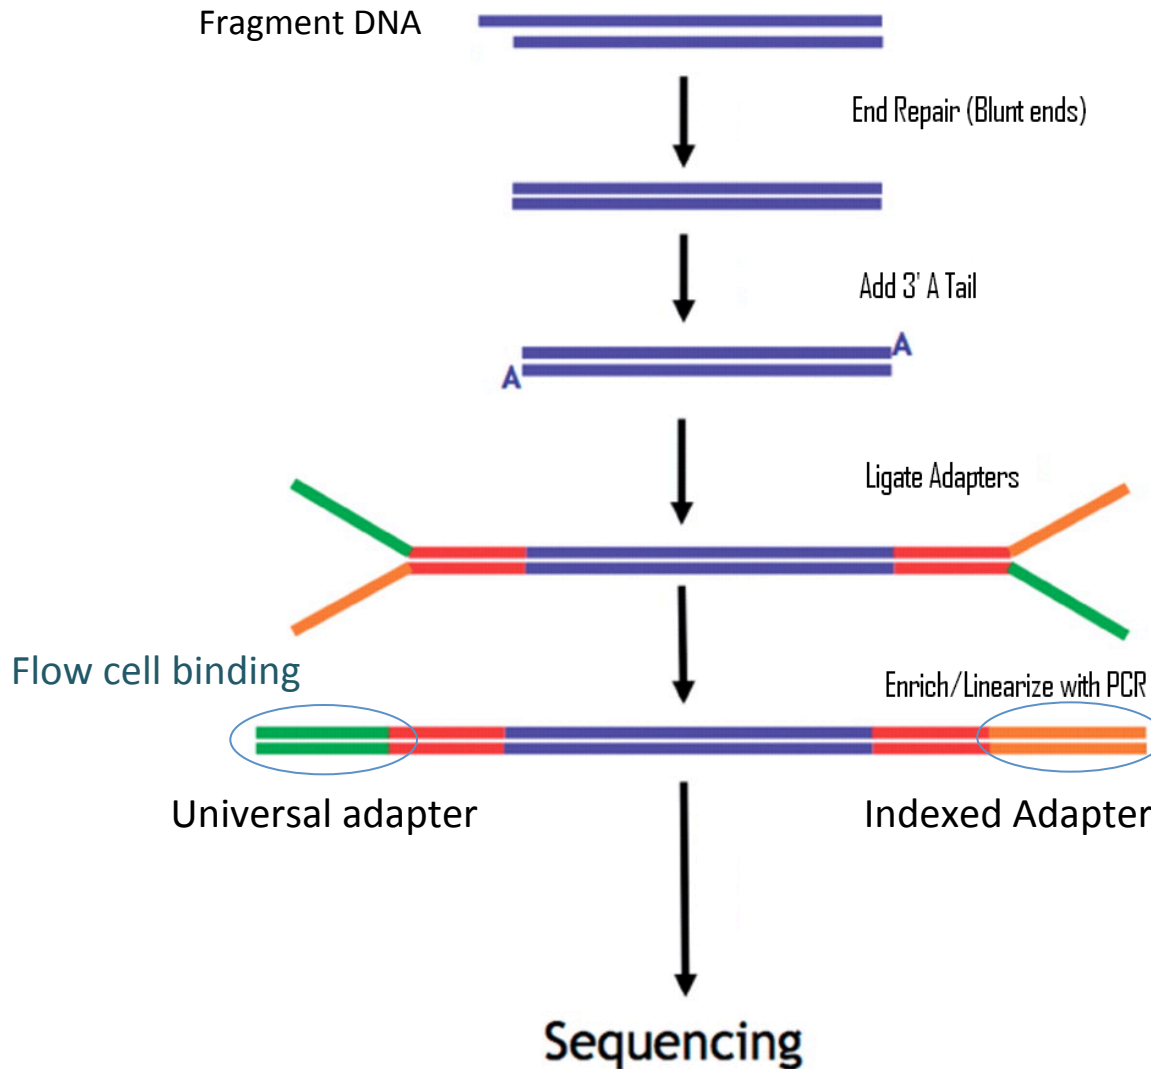 Fragment DNA
End Repair (Blunt ends)
Add 3' A Tail
A
A
Ligate Adapters
Flow cell binding
Enrich/Linearize with PCR
Universal adapter
Indexed Adapter
Sequencing